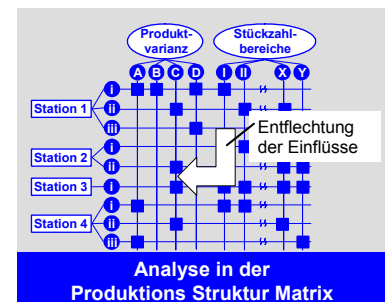 Produkt-
varianz
Stückzahl-
bereiche
A B C D I II X Y
i
Station 1 ii
iii
Entflechtung
der Einflüsse
i
Station 2
ii
Station 3 i
i
Station 4 ii
iii
Analyse in der
Produktions Struktur Matrix